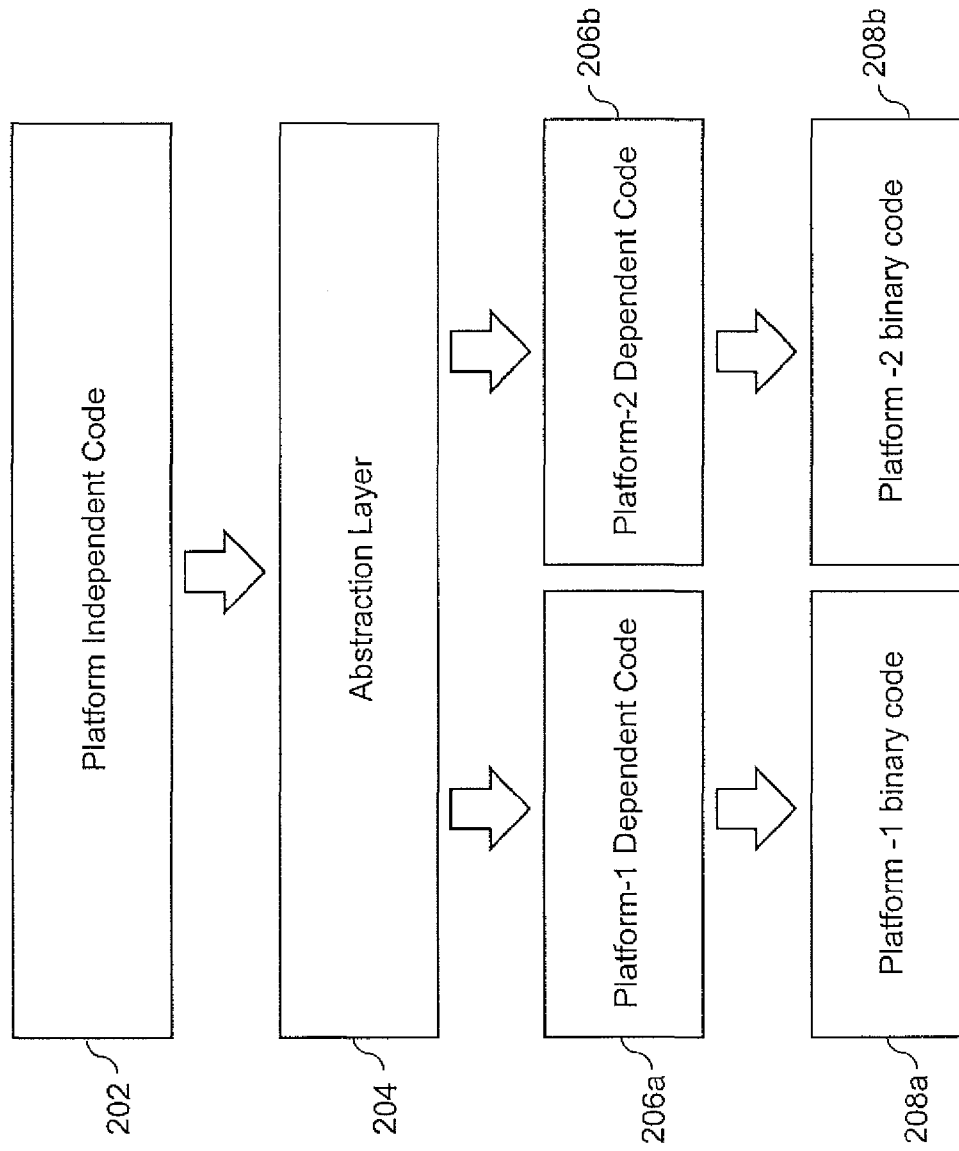 Platform Independent Code
202
Abstraction Layer
204
Platform-1 Dependent Code
206a
Platform-2 Dependent Code
206b
Platform -1 binary code
208a
Platform -2 binary code
208b